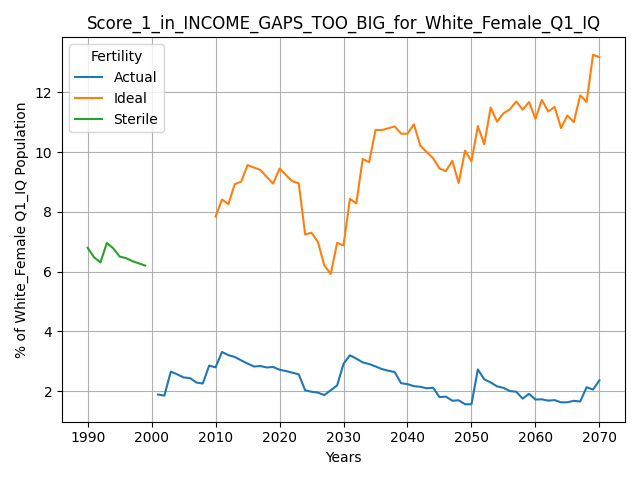 Score_1_in_INCOME_GAPS_TOO_BIG_for_White_Female_Q1_IQ
Fertility
Actual
Ideal
Sterile
% of White_Female Q1_IQ Population
12
10
8
6
4
2
1990 2000 2010 2020 2030 2040 2050 2060 2070
Years